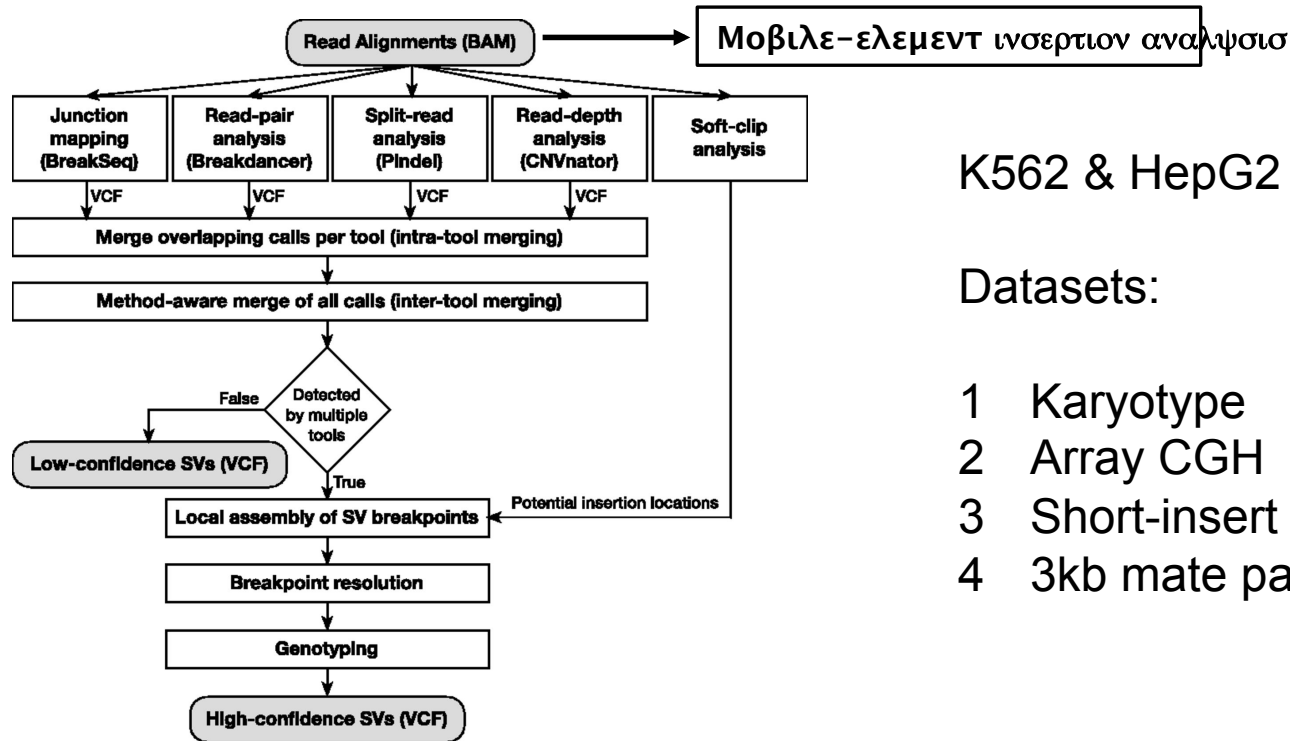 Read Alignments (BAM)
Μοβιλε-ελεμεντ ινσερτιον αναλψσισ
Junction
mapping
(BreakSeq)
Read-pair
analysis
(Breakdancer)
Split-read
analysis
(Pindel)
Read-depth
analysis
(CNVnator)
Soft-clip
analysis
VCF
VCF
VCF
VCF
Merge overlapping calls per tool (intra-tool merging)
Method-aware merge of all calls (inter-tool merging)
False
Detected
by multiple
tools
Low-confidence SVs (VCF)
True
Potential insertion locations
Local assembly of SV breakpoints
Breakpoint resolution
Genotyping
High-confidence SVs (VCF)
K562 & HepG2
Datasets:
1 Karyotype
2 Array CGH
3 Short-insert
4 3kb mate